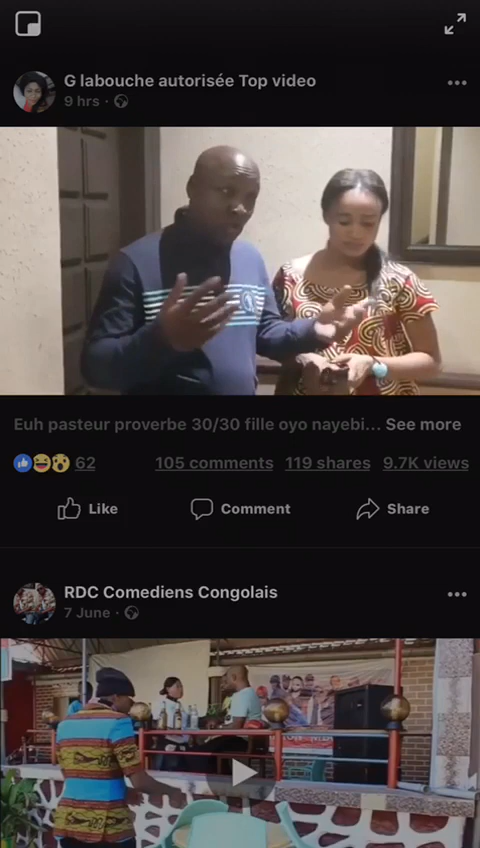 G labouche autorisée Top video
9 hrs ·
Euh pasteur proverbe 30/30 fille oyo nayebi... See more
62
105 comments 119 shares 9.7K views
Like Comment Share
RDC Comediens Congolais
7 June ·